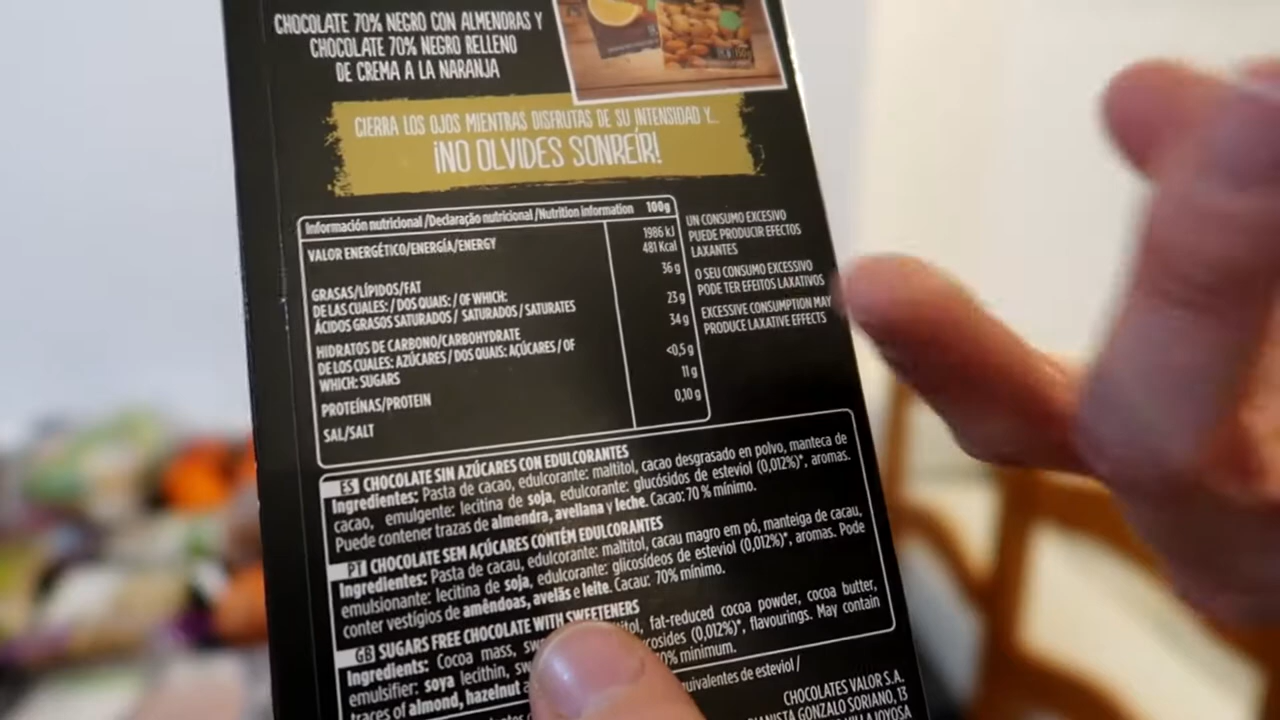 CHOCOLATE 70% NEGRO CON ALMENDRAS Y
CHOCOLATE 70% NEGRO RELLENO
DE CREMA A LA NARANJA
CIERRA LOS OJOS MIENTRAS DISFRUTAS DE SU INTENSIDAD Y...
¡NO OLVIDES SONREÍR!
Información nutricional /Declaração nutricional /Nutrition information 100g
VALOR ENERGÉTICO/ENERGÍA/ENERGY 1986 kJ
481 Kcal
GRASAS/LÍPIDOS/FAT 36 g
DE LAS CUALES: / DOS QUAIS: / OF WHICH:
ÁCIDOS GRASOS SATURADOS / SATURADOS / SATURATES 23 g
HIDRATOS DE CARBONO/CARBOHYDRATE 34 g
DE LOS CUALES: AZÚCARES / DOS QUAIS: AÇÚCARES / OF
WHICH: SUGARS <0,5 g
PROTEÍNAS/PROTEIN 11 g
SAL/SALT 0,10 g
UN CONSUMO EXCESIVO
PUEDE PRODUCIR EFECTOS
LAXANTES
O SEU CONSUMO EXCESSIVO
PODE TER EFEITOS LAXATIVOS
EXCESSIVE CONSUMPTION MAY
PRODUCE LAXATIVE EFFECTS
ES CHOCOLATE SIN AZÚCARES CON EDULCORANTES
Ingredientes: Pasta de cacao, edulcorante: maltitol, cacao desgrasado en polvo, manteca de
cacao, emulgente: lecitina de soja, edulcorante: glucósidos de esteviol (0,012%)*, aromas.
Puede contener trazas de almendra, avellana y leche. Cacao: 70 % mínimo.
PT CHOCOLATE SEM AÇÚCARES CONTÉM EDULCORANTES
Ingredientes: Pasta de cacau, edulcorante: maltitol, cacau magro em pó, manteiga de cacau,
emulsionante: lecitina de soja, edulcorante: glicosídeos de esteviol (0,012%)*, aromas. Pode
conter vestígios de amêndoas, avelãs e leite. Cacau: 70% mínimo.
GB SUGARS FREE CHOCOLATE WITH SWEETENERS
Ingredients: Cocoa mass, sw itol, fat-reduced cocoa powder, cocoa butter,
emulsifier: soya lecithin, sw cosides (0,012%)*, flavourings. May contain
traces of almond, hazelnut a 0% minimum.
uivalentes de esteviol /
CHOCOLATES VALOR S.A.
PIANISTA GONZALO SORIANO, 13
VILLAJOYOSA